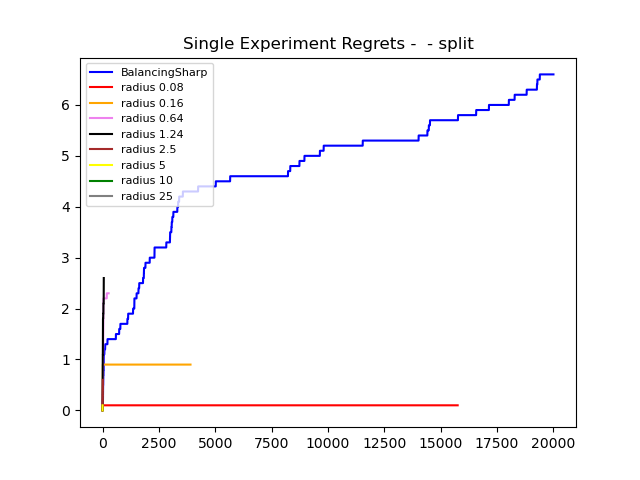 Single Experiment Regrets -  - split
BalancingSharp
radius 0.08
radius 0.16
radius 0.64
radius 1.24
radius 2.5
radius 5
radius 10
radius 25
6
5
4
3
2
1
0
0 2500 5000 7500 10000 12500 15000 17500 20000